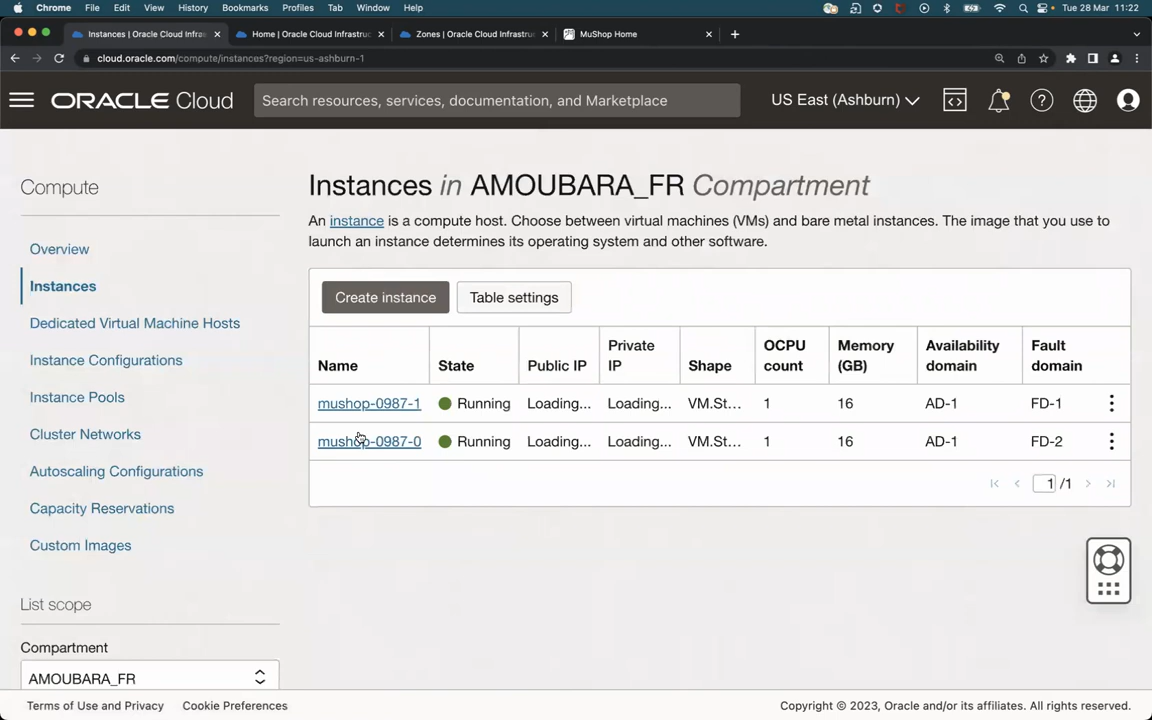 Chrome File Edit View History Bookmarks Profiles Tab Window Help Tue 28 Mar 11:22
Instances | Oracle Cloud Infras Home | Oracle Cloud Infrastruc Zones | Oracle Cloud Infrastruc MuShop Home
cloud.oracle.com/compute/instances?region=us-ashburn-1
ORACLE Cloud Search resources, services, documentation, and Marketplace US East (Ashburn)
Compute
Overview
Instances
Dedicated Virtual Machine Hosts
Instance Configurations
Instance Pools
Cluster Networks
Autoscaling Configurations
Capacity Reservations
Custom Images
List scope
Compartment
AMOUBARA_FR
Instances in AMOUBARA_FR Compartment
An instance is a compute host. Choose between virtual machines (VMs) and bare metal instances. The image that you use to
launch an instance determines its operating system and other software.
Create instance Table settings
Name State Public IP Private IP Shape OCPU count Memory (GB) Availability domain Fault domain
mushop-0987-1 Running Loading... Loading... VM.St... 1 16 AD-1 FD-1
mushop-0987-0 Running Loading... Loading... VM.St... 1 16 AD-1 FD-2
1 /1
Terms of Use and Privacy Cookie Preferences Copyright © 2023, Oracle and/or its affiliates. All rights reserved.